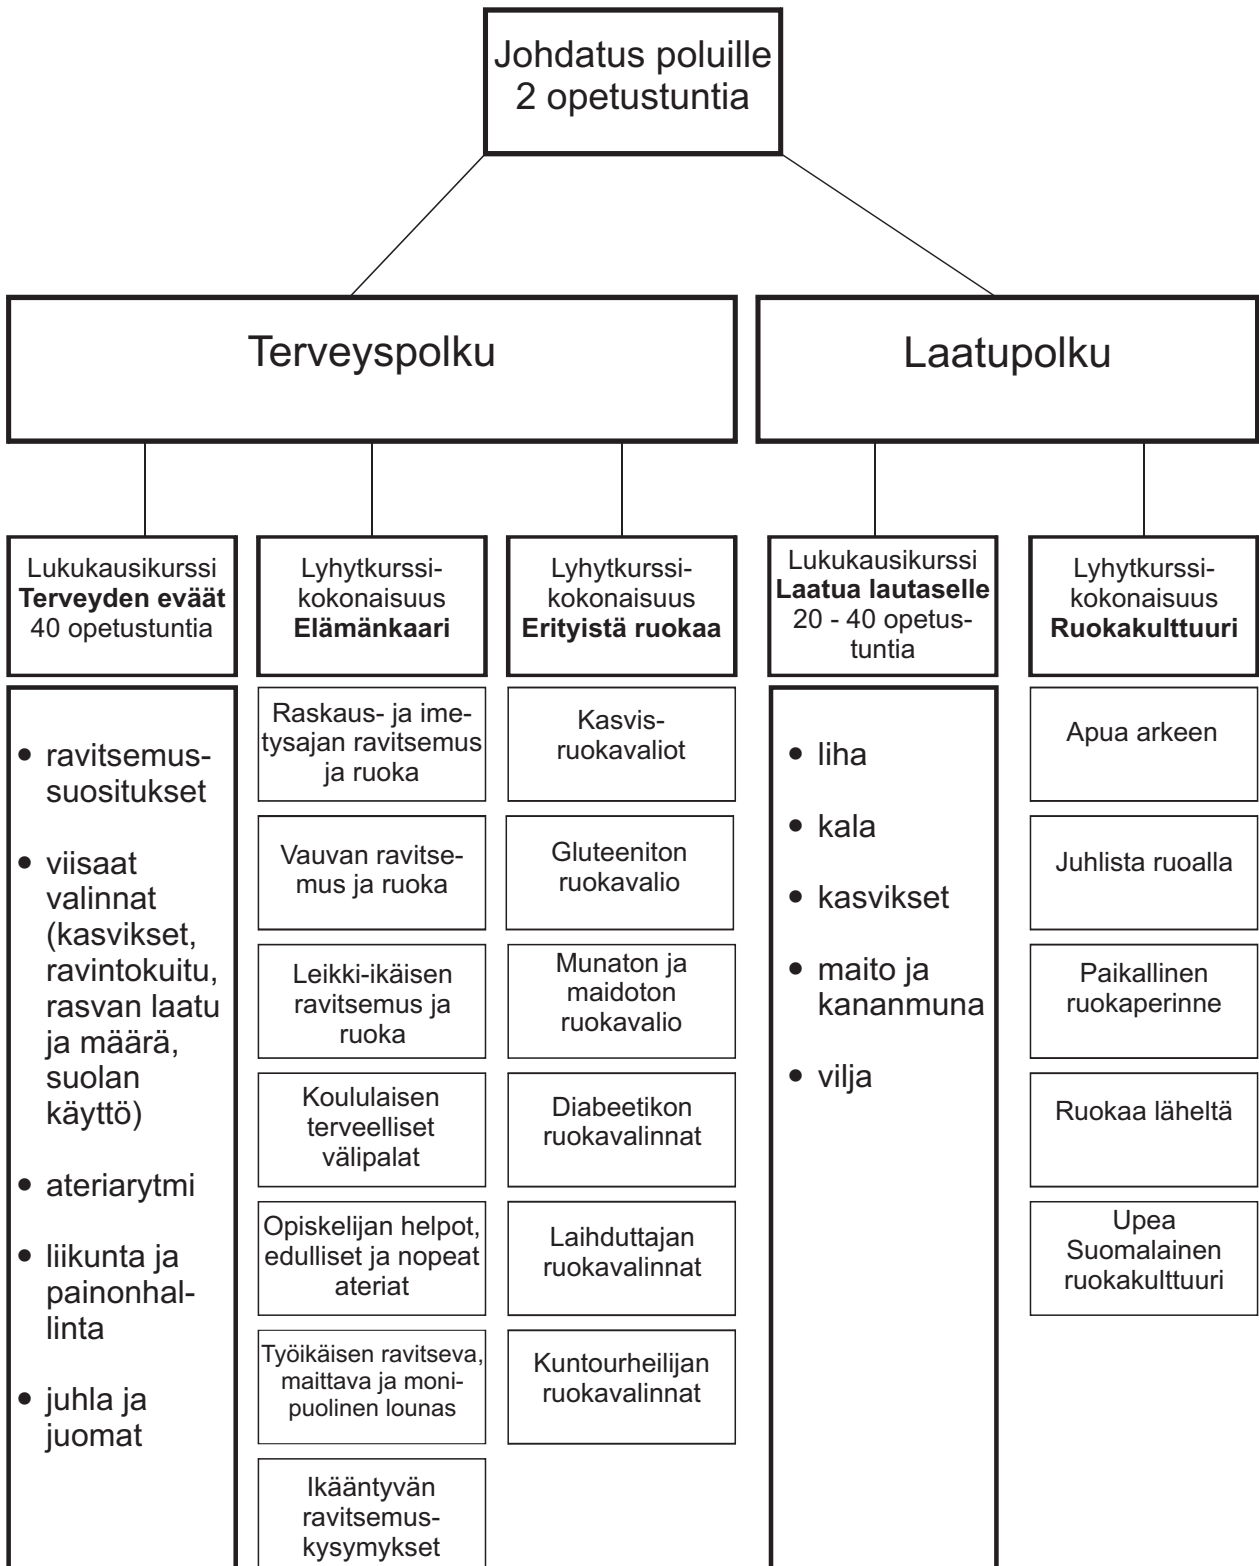 Johdatus poluille
2 opetustuntia
Terveyspolku
Laatupolku
Lukukausikurssi
Terveyden eväät
40 opetustuntia
Lyhytkurssi-
kokonaisuus
Elämänkaari
Lyhytkurssi-
kokonaisuus
Erityistä ruokaa
Lukukausikurssi
Laatua lautaselle
20 - 40 opetus-
tuntia
Lyhytkurssi-
kokonaisuus
Ruokakulttuuri
• ravitsemus-
suositukset
• viisaat
valinnat
(kasvikset,
ravintokuitu,
rasvan laatu
ja määrä,
suolan
käyttö)
• ateriarytmi
• liikunta ja
painonhal-
linta
• juhla ja
juomat
Raskaus- ja ime-
tysajan ravitsemus
ja ruoka
Vauvan ravitse-
mus ja ruoka
Leikki-ikäisen
ravitsemus ja
ruoka
Koululaisen
terveelliset
välipalat
Opiskelijan helpot,
edulliset ja nopeat
ateriat
Työikäisen ravitseva,
maittava ja moni-
puolinen lounas
Ikääntyvän
ravitsemus-
kysymykset
Kasvis-
ruokavaliot
Gluteeniton
ruokavalio
Munaton ja
maidoton
ruokavalio
Diabeetikon
ruokavalinnat
Laihduttajan
ruokavalinnat
Kuntourheilijan
ruokavalinnat
• liha
• kala
• kasvikset
• maito ja
kananmuna
• vilja
Apua arkeen
Juhlista ruoalla
Paikallinen
ruokaperinne
Ruokaa läheltä
Upea
Suomalainen
ruokakulttuuri